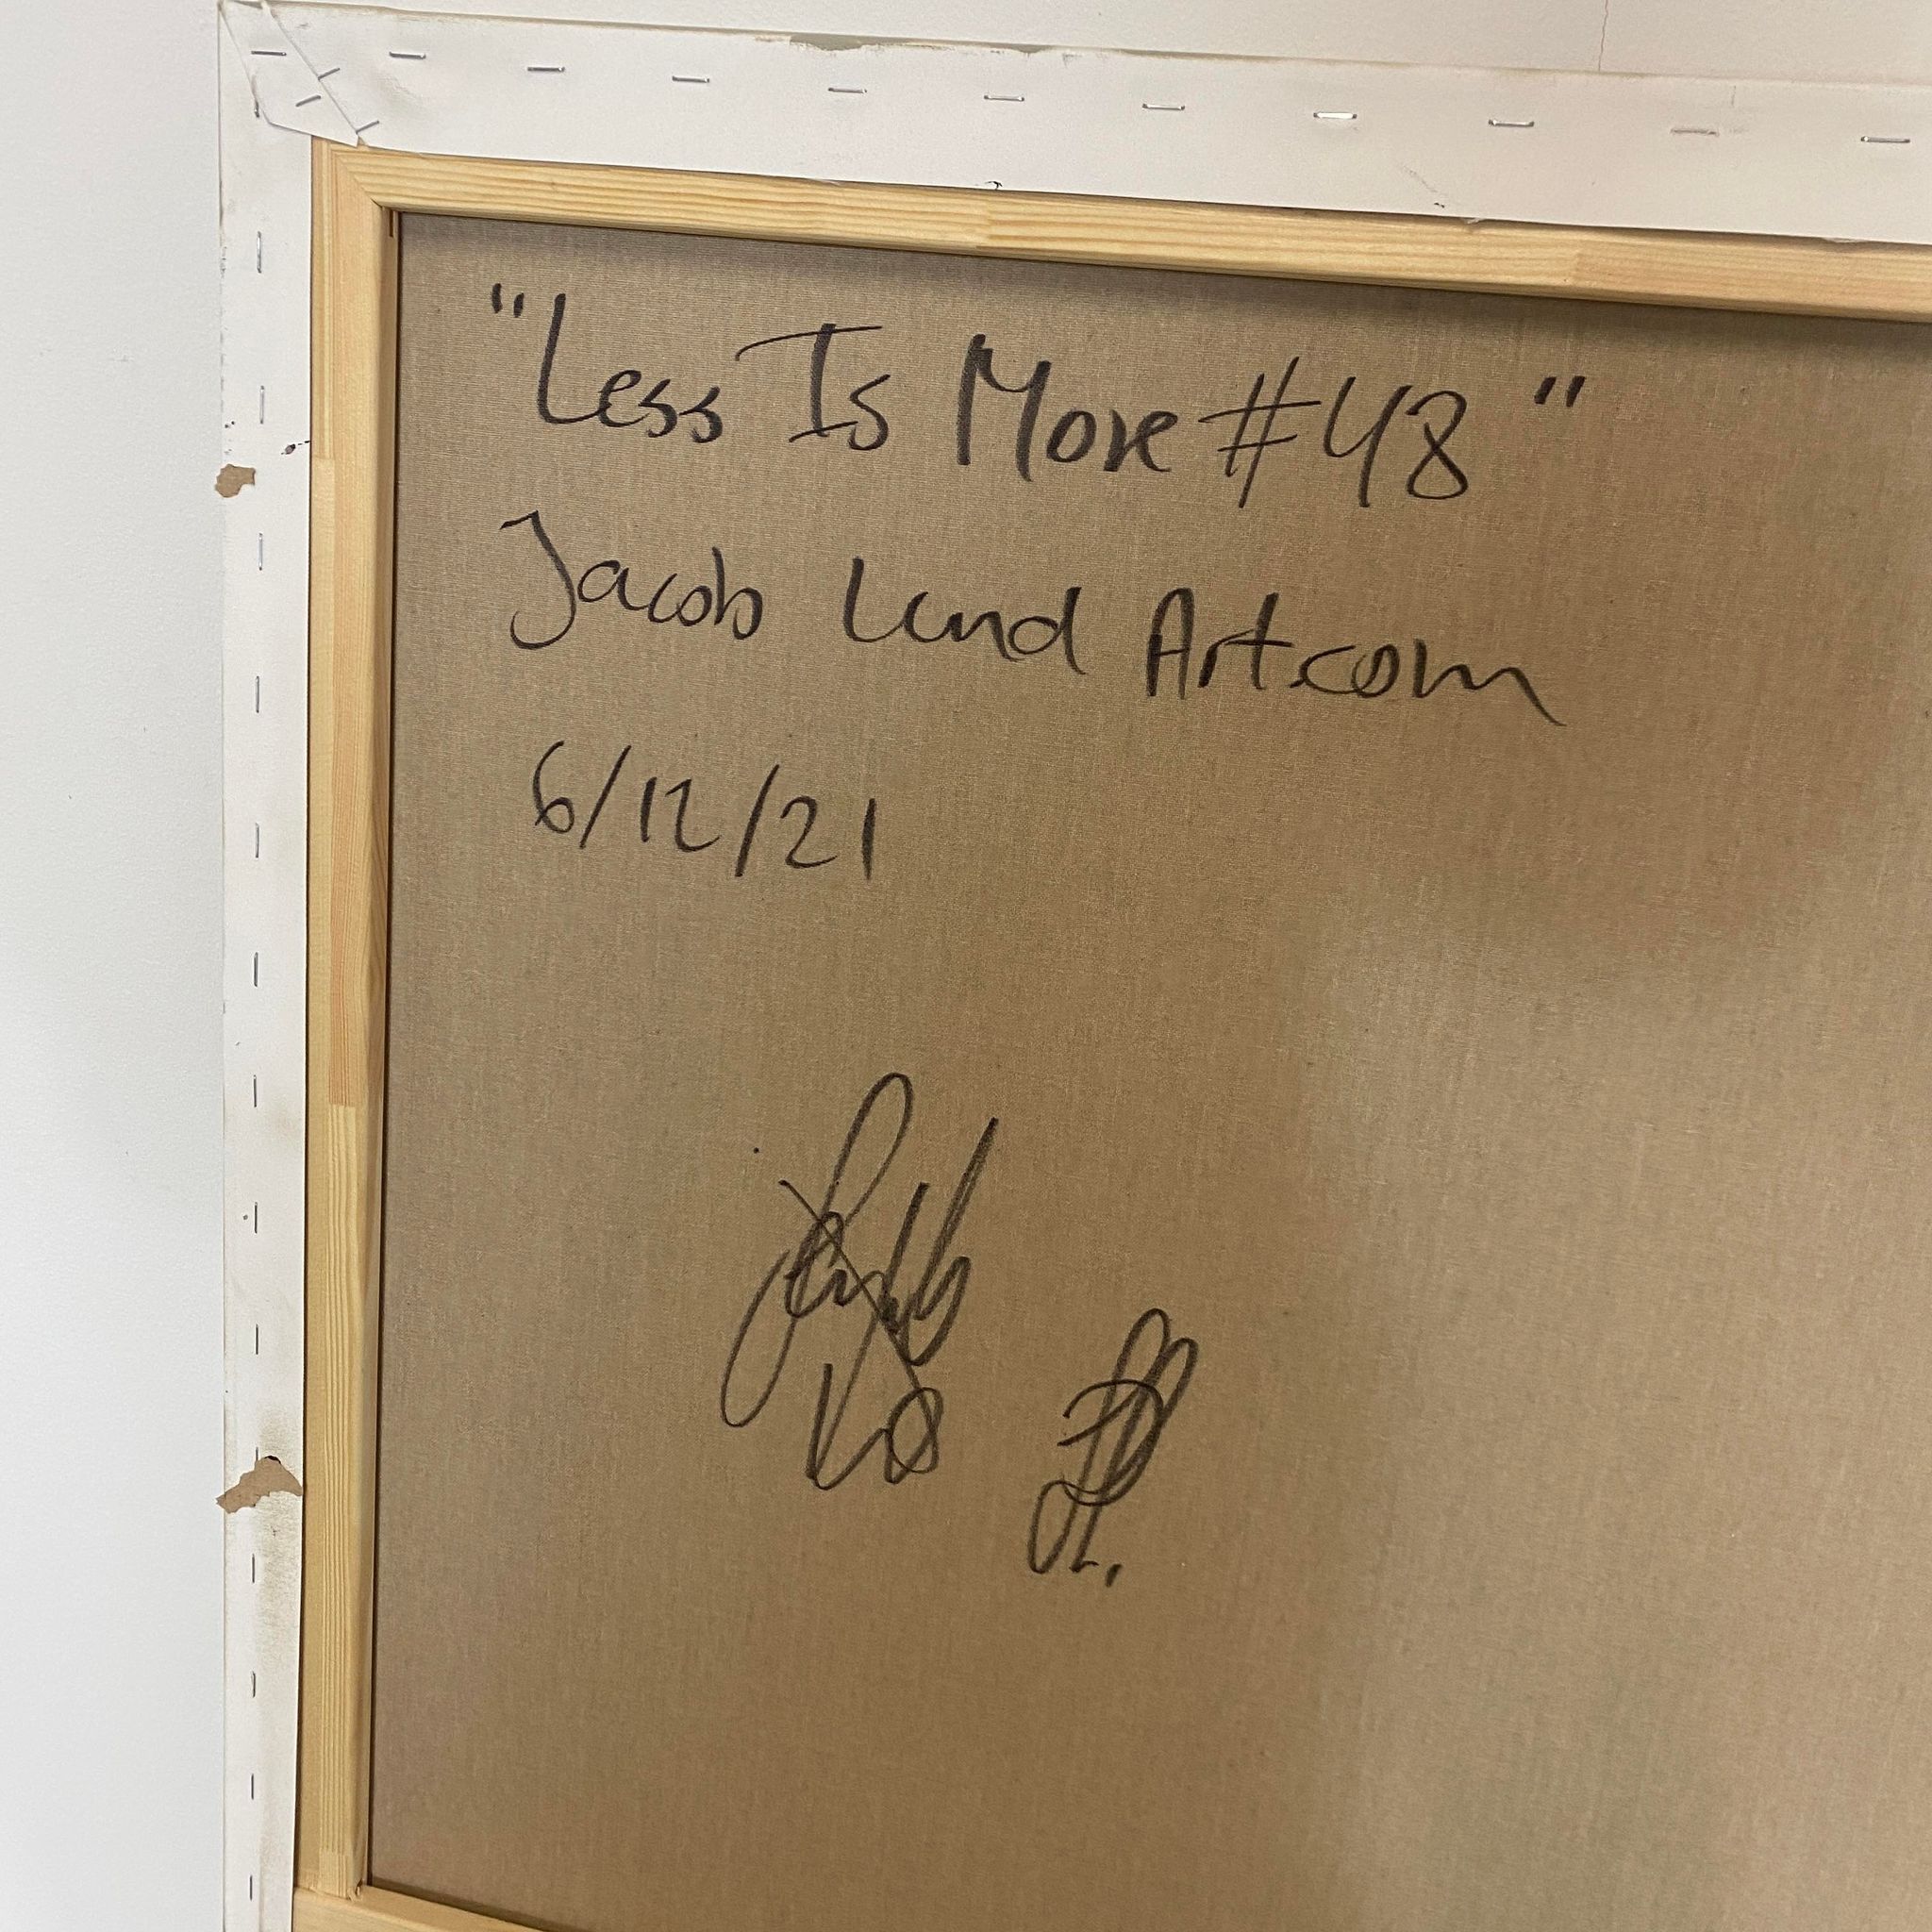 "Less Is More #48"
Jacob Lund Art.com
6/12/21